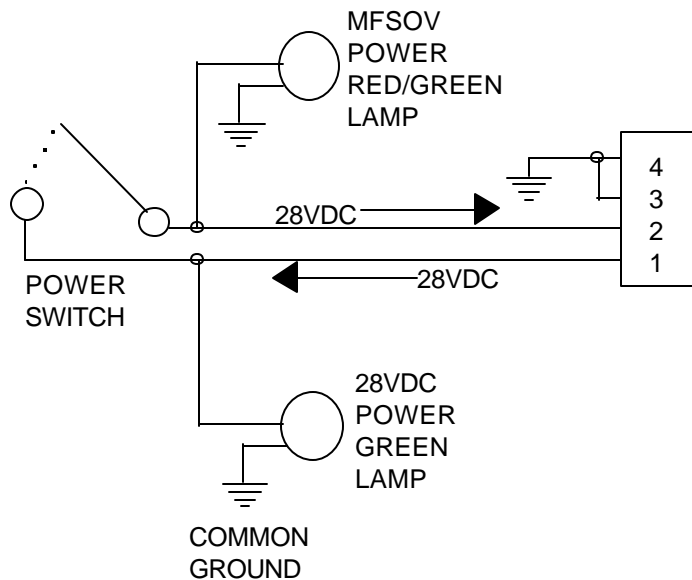 MFSOV
POWER
RED/GREEN
LAMP
4
3
28VDC
2
1
28VDC
POWER
SWITCH
28VDC
POWER
GREEN
LAMP
COMMON
GROUND